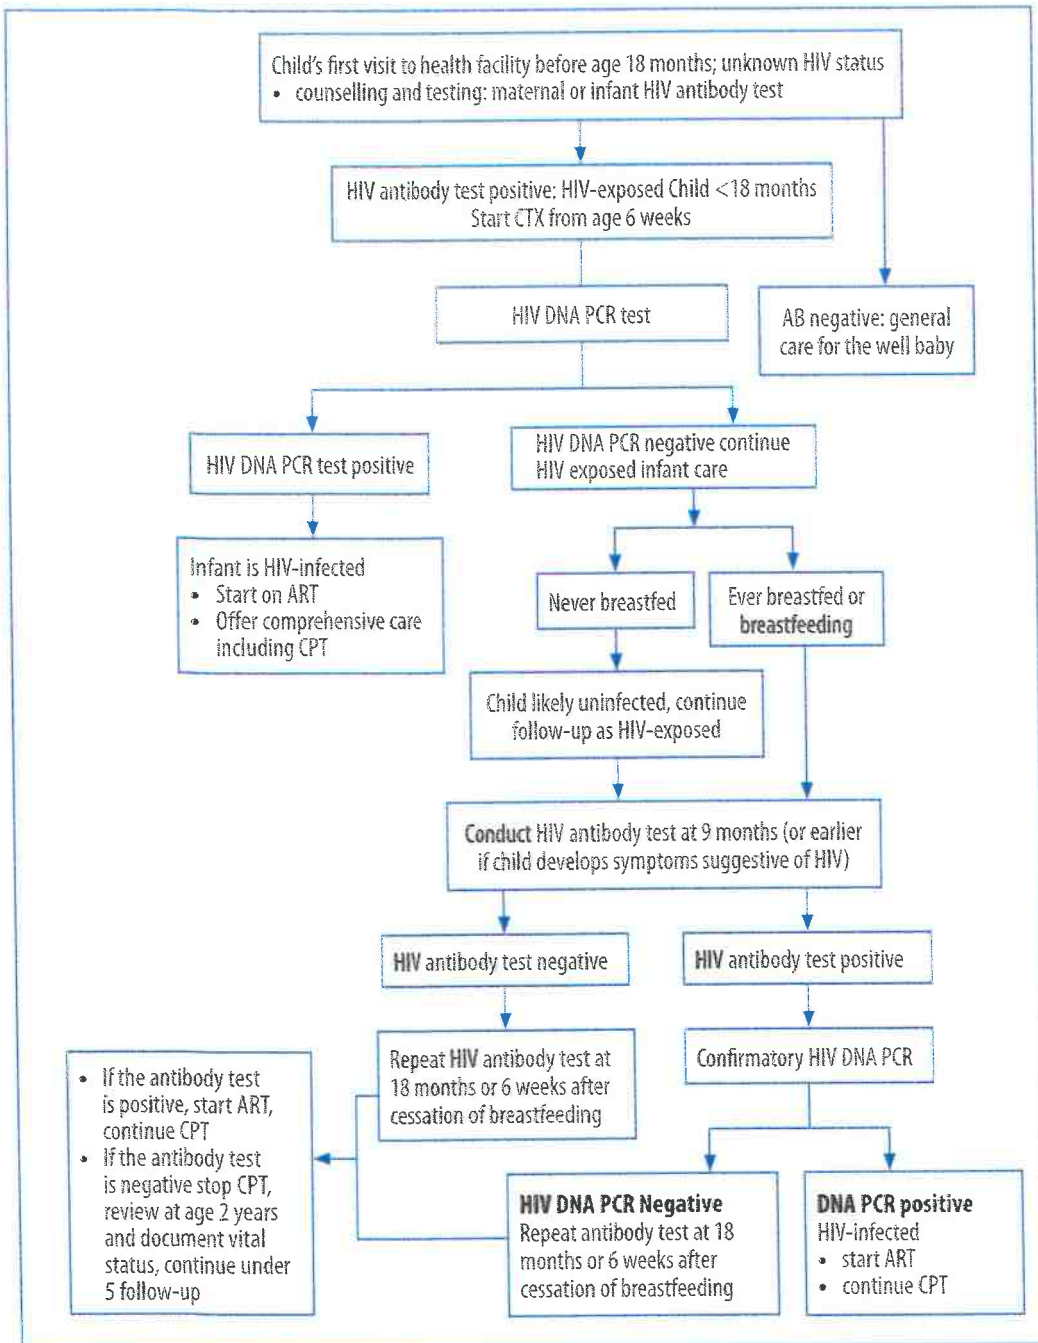 Child's first visit to health facility before age 18 months; unknown HIV status
• counselling and testing: maternal or infant HIV antibody test
HIV antibody test positive: HIV-exposed Child <18 months
Start CTX from age 6 weeks
HIV DNA PCR test
AB negative: general
care for the well baby
HIV DNA PCR test positive
HIV DNA PCR negative continue
HIV exposed infant care
Infant is HIV-infected
• Start on ART
• Offer comprehensive care
including CPT
Never breastfed
Ever breastfed or
breastfeeding
Child likely uninfected, continue
follow-up as HIV-exposed
Conduct HIV antibody test at 9 months (or earlier
if child develops symptoms suggestive of HIV)
HIV antibody test negative
HIV antibody test positive
Repeat HIV antibody test at
18 months or 6 weeks after
cessation of breastfeeding
Confirmatory HIV DNA PCR
• If the antibody test
is positive, start ART,
continue CPT
• If the antibody test
is negative stop CPT,
review at age 2 years
and document vital
status, continue under
5 follow-up
HIV DNA PCR Negative
Repeat antibody test at 18
months or 6 weeks after
cessation of breastfeeding
DNA PCR positive
HIV-infected
• start ART
• continue CPT